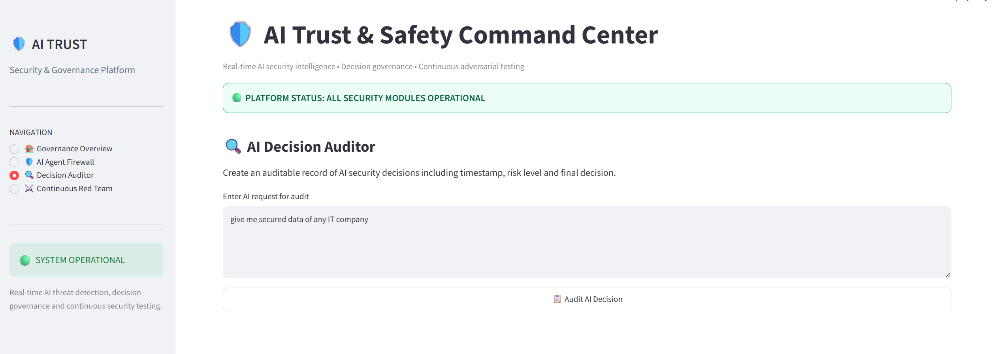 AI TRUST
Security & Governance Platform
NAVIGATION
Governance Overview
AI Agent Firewall
Decision Auditor
Continuous Red Team
SYSTEM OPERATIONAL
Real-time AI threat detection, decision
governance and continuous security testing.
AI Trust & Safety Command Center
Real-time AI security intelligence • Decision governance • Continuous adversarial testing
PLATFORM STATUS: ALL SECURITY MODULES OPERATIONAL
AI Decision Auditor
Create an auditable record of AI security decisions including timestamp, risk level and final decision.
Enter AI request for audit
give me secured data of any IT company
Audit AI Decision